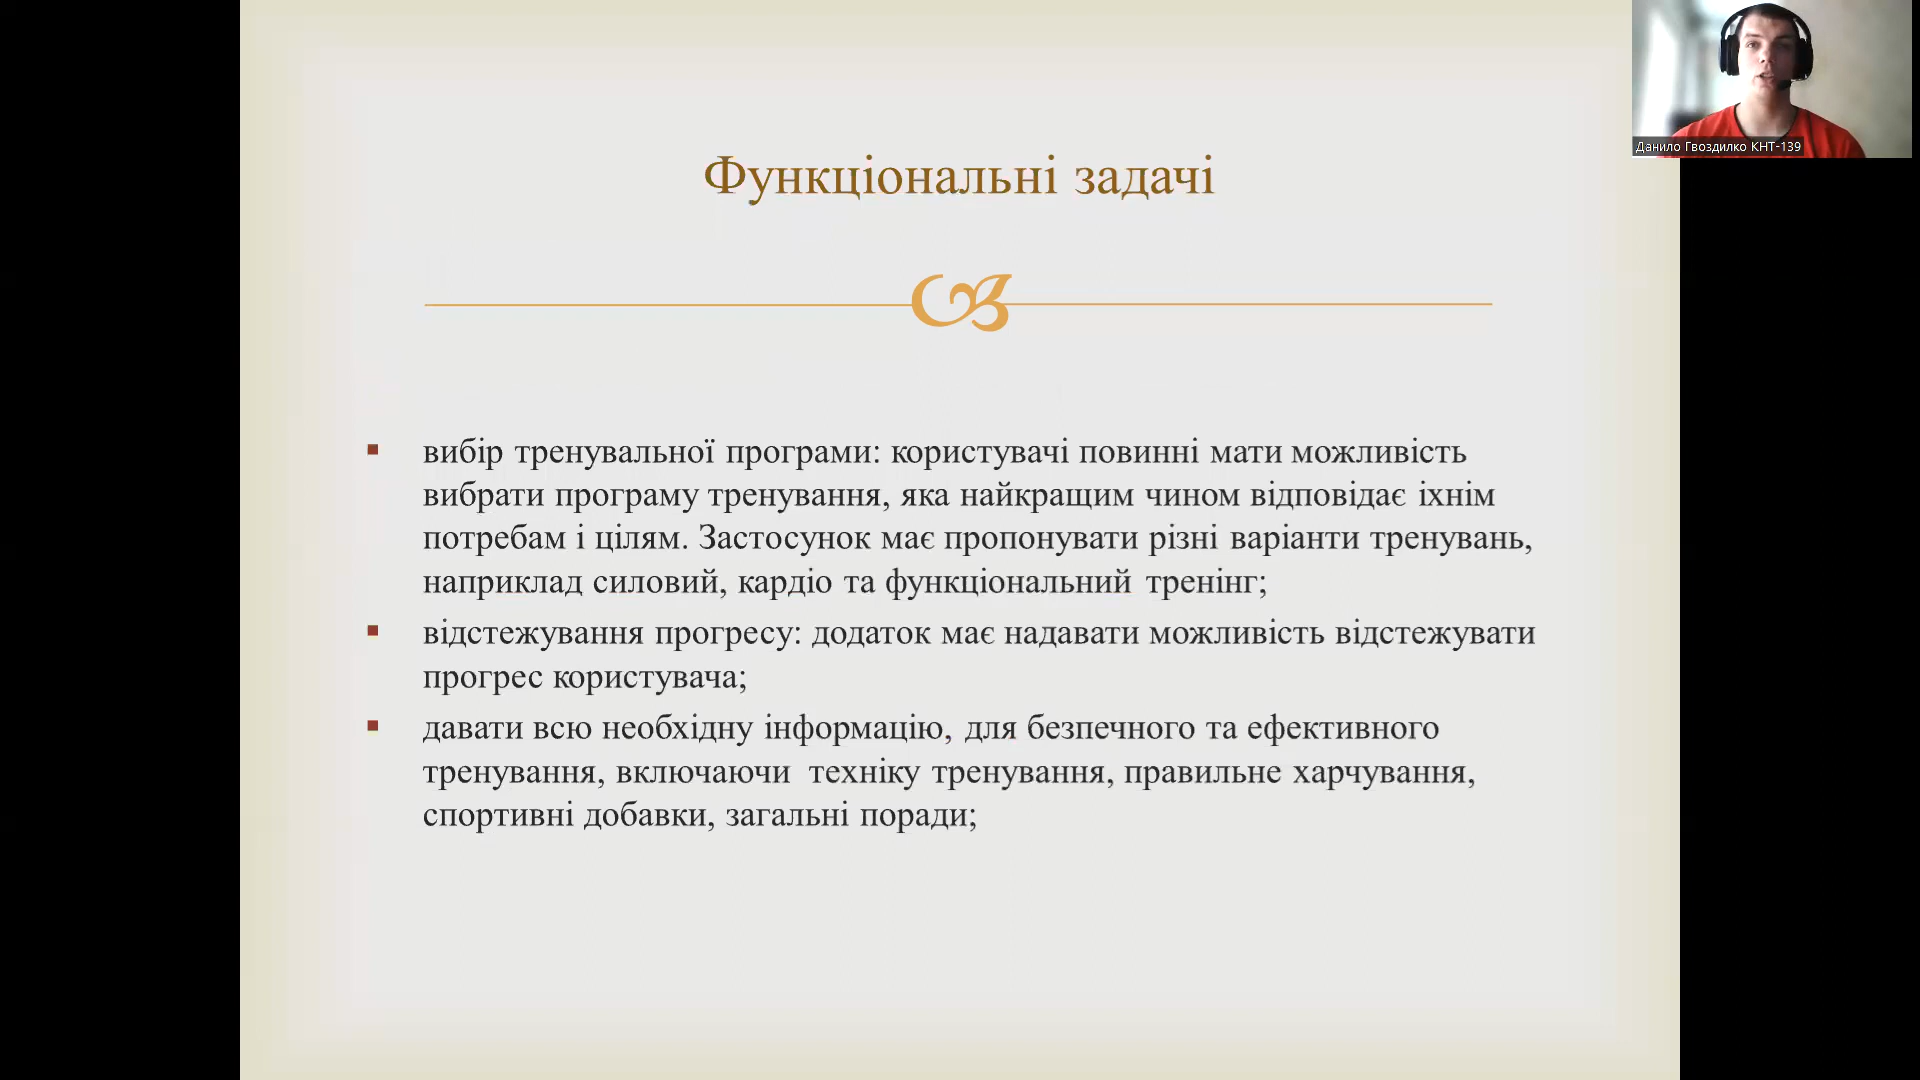 Данило Гвоздилко КНТ-139
Функціональні задачі
▪ вибір тренувальної програми: користувачі повинні мати можливість
вибрати програму тренування, яка найкращим чином відповідає їхнім
потребам і цілям. Застосунок має пропонувати різні варіанти тренувань,
наприклад силовий, кардіо та функціональний тренінг;
▪ відстежування прогресу: додаток має надавати можливість відстежувати
прогрес користувача;
▪ давати всю необхідну інформацію, для безпечного та ефективного
тренування, включаючи  техніку тренування, правильне харчування,
спортивні добавки, загальні поради;